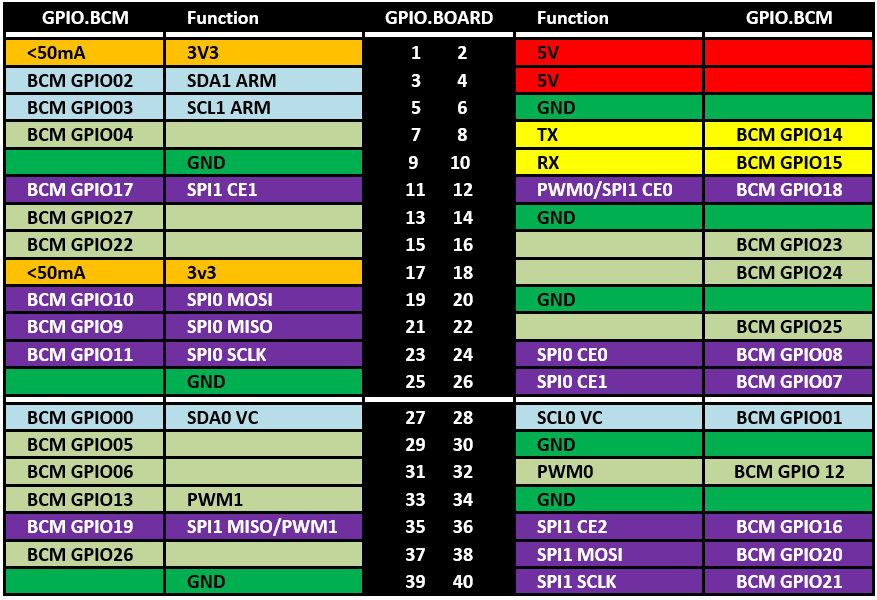 GPIO.BCM Function GPIO.BOARD Function GPIO.BCM
<50mA 3V3 1 2 5V
BCM GPIO02 SDA1 ARM 3 4 5V
BCM GPIO03 SCL1 ARM 5 6 GND
BCM GPIO04 7 8 TX BCM GPIO14
GND 9 10 RX BCM GPIO15
BCM GPIO17 SPI1 CE1 11 12 PWM0/SPI1 CE0 BCM GPIO18
BCM GPIO27 13 14 GND
BCM GPIO22 15 16 BCM GPIO23
<50mA 3v3 17 18 BCM GPIO24
BCM GPIO10 SPI0 MOSI 19 20 GND
BCM GPIO9 SPI0 MISO 21 22 BCM GPIO25
BCM GPIO11 SPI0 SCLK 23 24 SPI0 CE0 BCM GPIO08
GND 25 26 SPI0 CE1 BCM GPIO07
BCM GPIO00 SDA0 VC 27 28 SCL0 VC BCM GPIO01
BCM GPIO05 29 30 GND
BCM GPIO06 31 32 PWM0 BCM GPIO 12
BCM GPIO13 PWM1 33 34 GND
BCM GPIO19 SPI1 MISO/PWM1 35 36 SPI1 CE2 BCM GPIO16
BCM GPIO26 37 38 SPI1 MOSI BCM GPIO20
GND 39 40 SPI1 SCLK BCM GPIO21